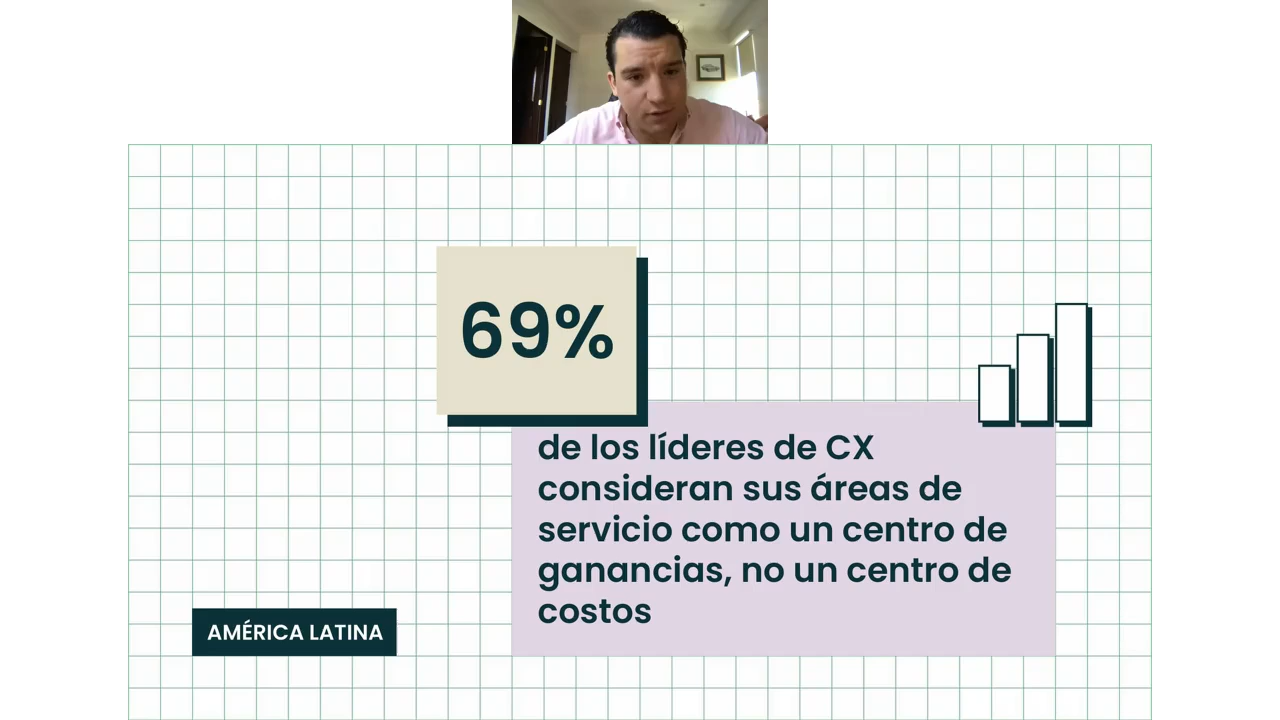 69%
de los líderes de CX
consideran sus áreas de
servicio como un centro de
ganancias, no un centro de
costos
AMÉRICA LATINA